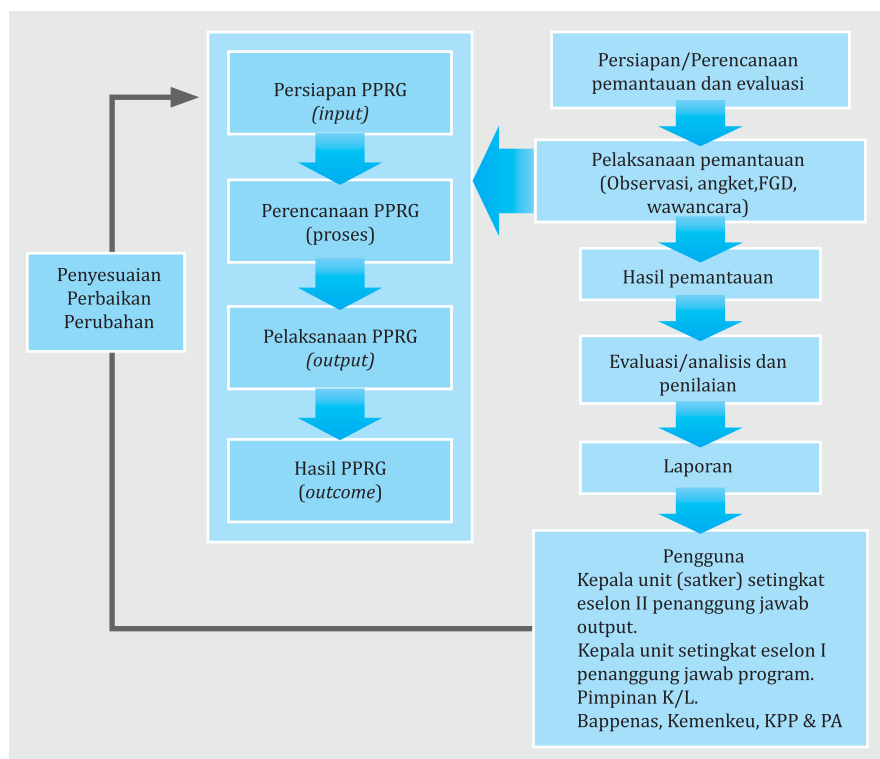 Persiapan PPRG
(input)
Perencanaan PPRG
(proses)
Pelaksanaan PPRG
(output)
Hasil PPRG
(outcome)
Penyesuaian
Perbaikan
Perubahan
Persiapan/Perencanaan
pemantauan dan evaluasi
Pelaksanaan pemantauan
(Observasi, angket,FGD,
wawancara)
Hasil pemantauan
Evaluasi/analisis dan
penilaian
Laporan
Pengguna
Kepala unit (satker) setingkat
eselon II penanggung jawab
output.
Kepala unit setingkat eselon I
penanggung jawab program.
Pimpinan K/L.
Bappenas, Kemenkeu, KPP & PA